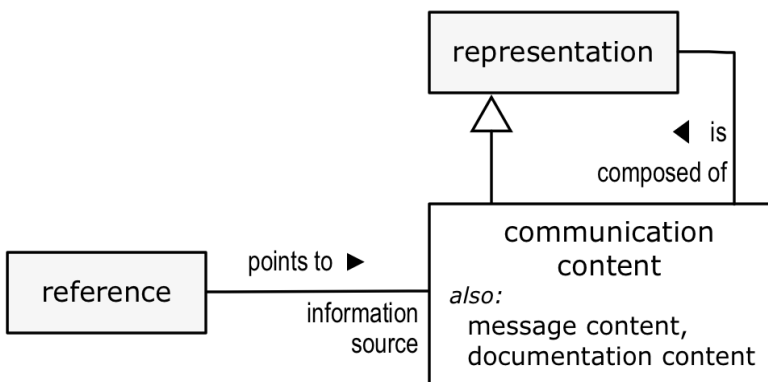 representation
◀ is
composed of
communication
content
also:
message content,
documentation content
points to ▶
reference
information
source